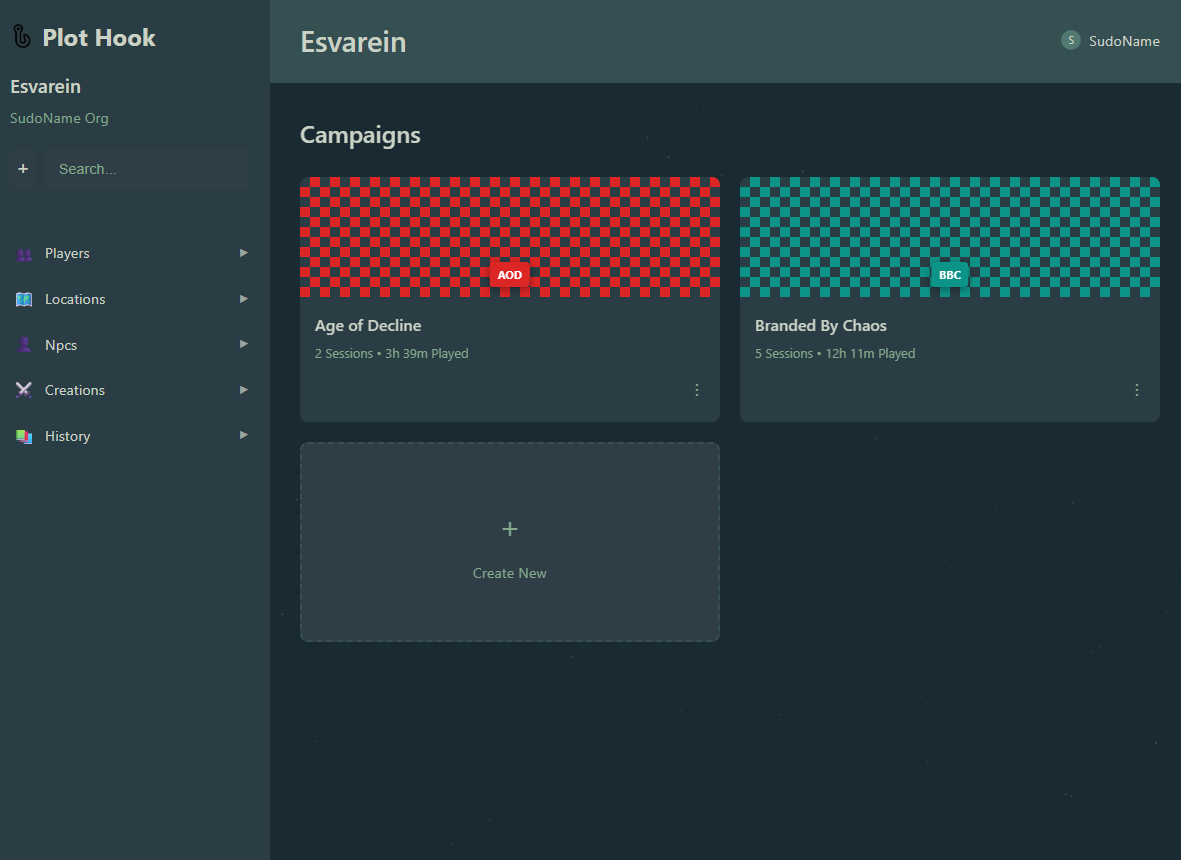 Plot Hook
Esvarein
SudoName Org
+
Search...
Players
Locations
Npcs
Creations
History
Esvarein
S SudoName
Campaigns
AOD
Age of Decline
2 Sessions • 3h 39m Played
BBC
Branded By Chaos
5 Sessions • 12h 11m Played
+
Create New